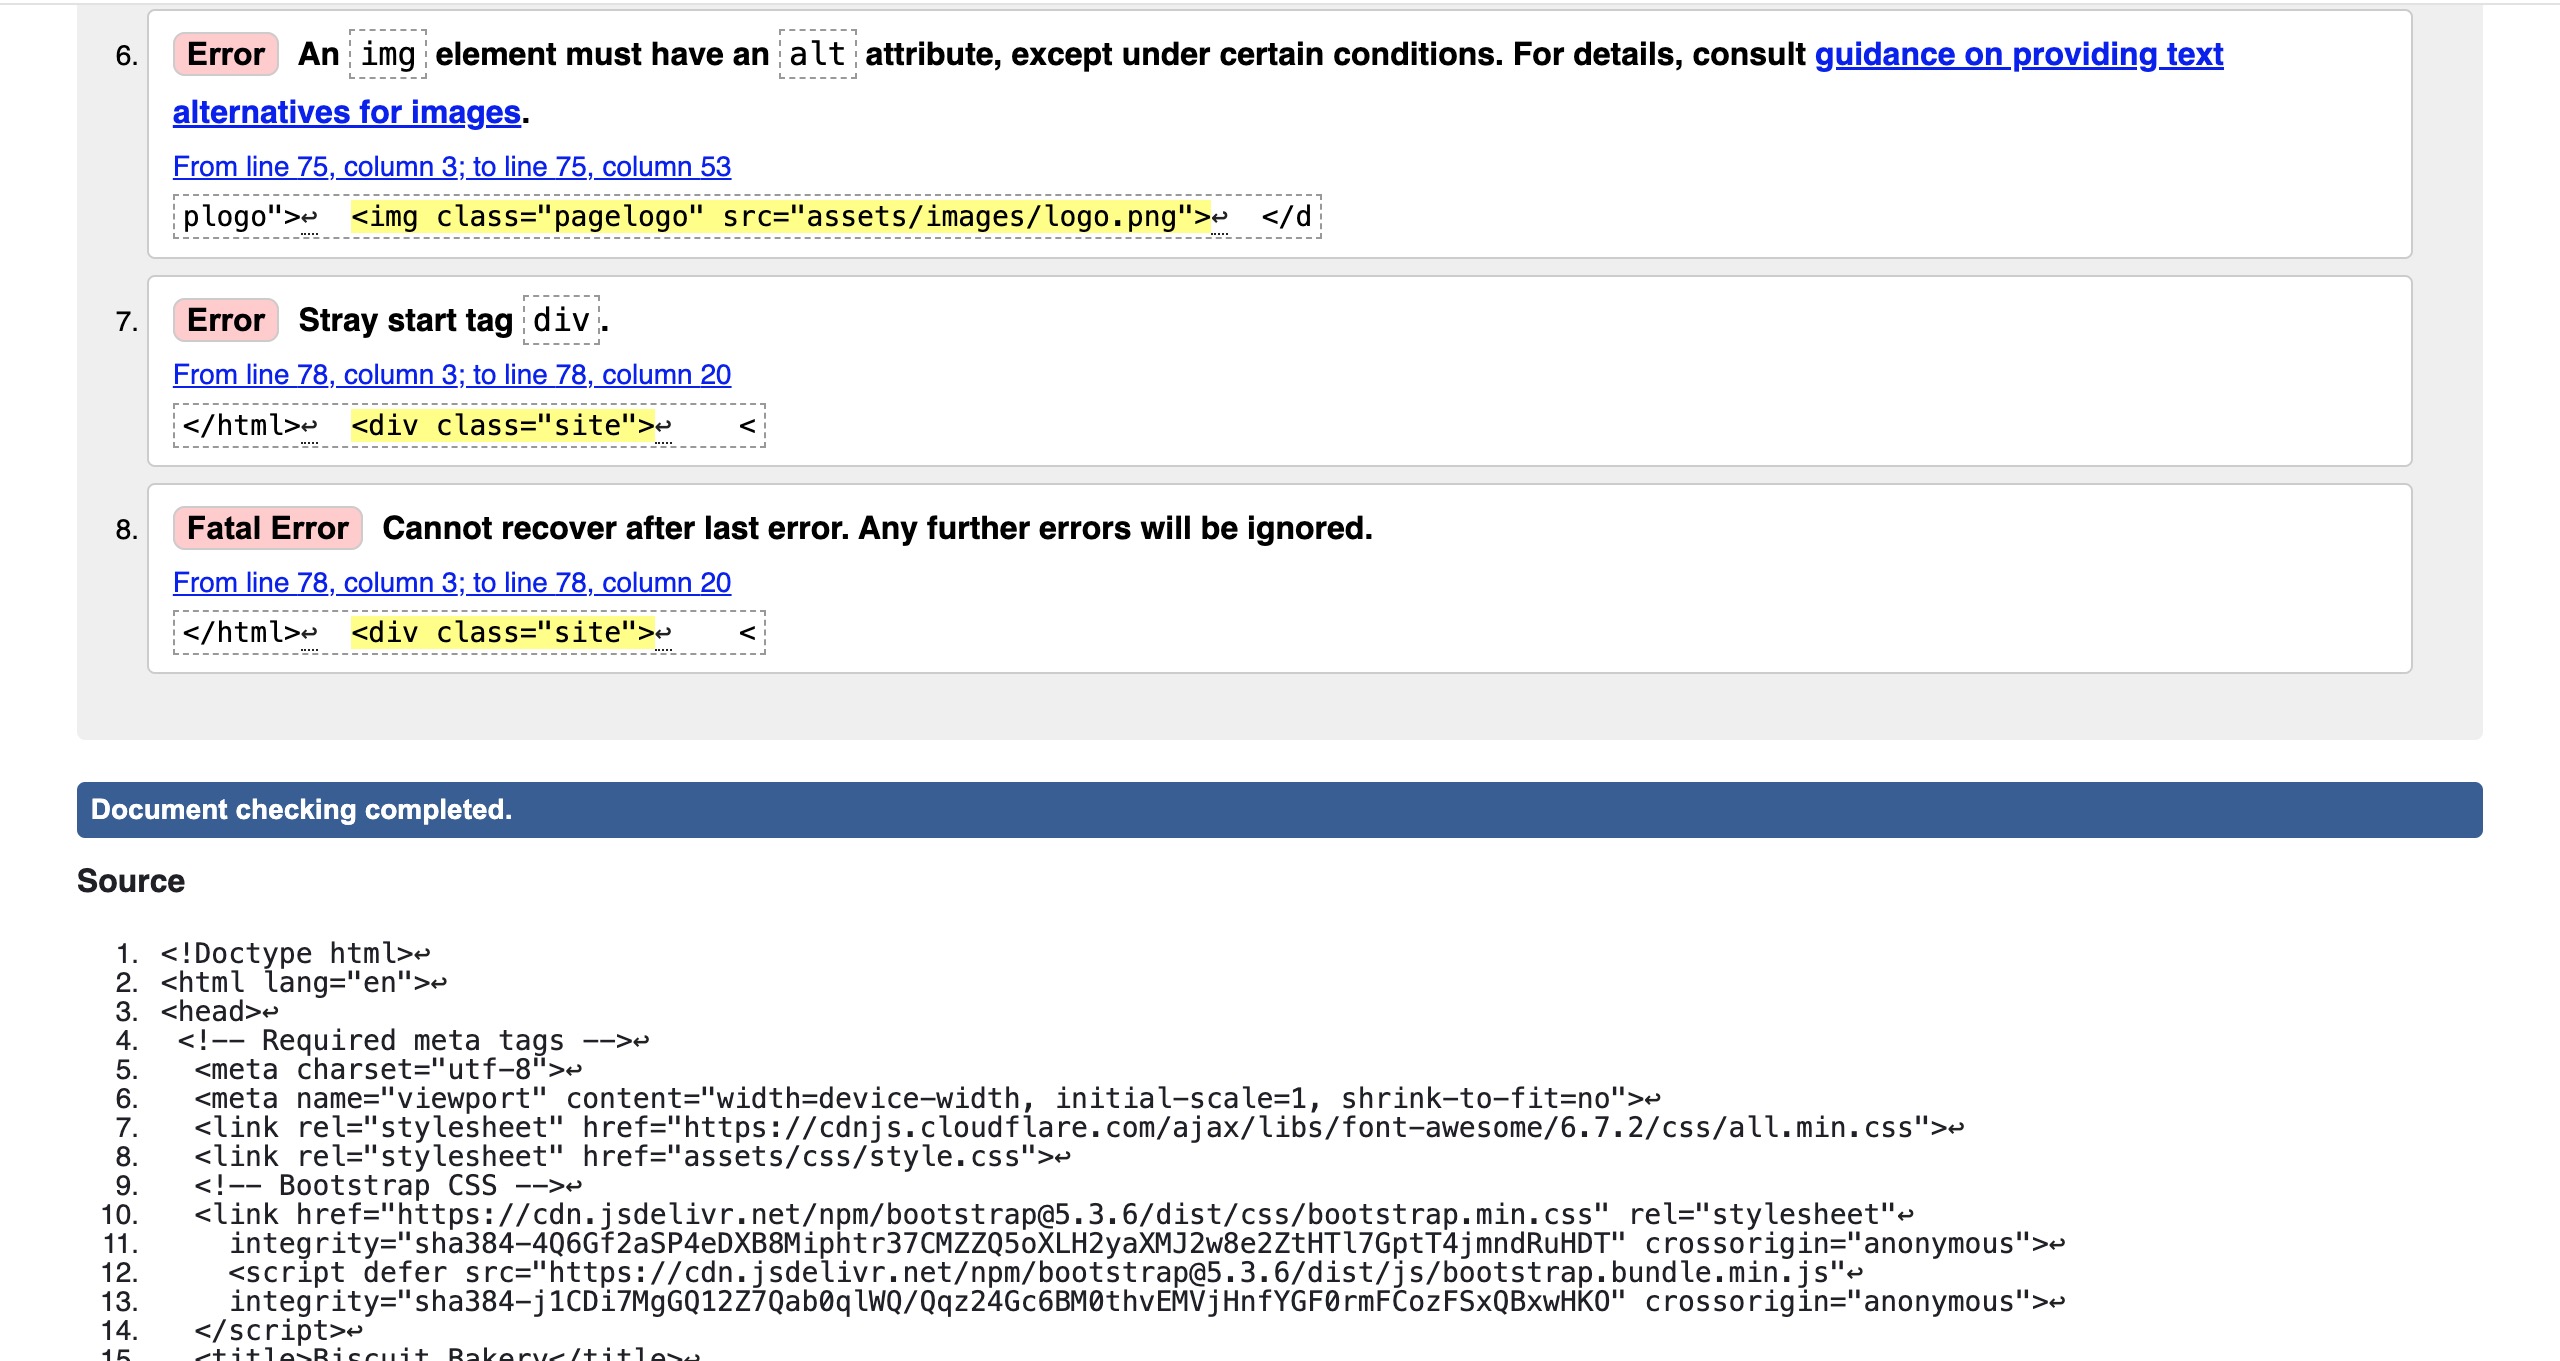 6. Error An img element must have an alt attribute, except under certain conditions. For details, consult guidance on providing text
alternatives for images.
From line 75, column 3; to line 75, column 53
plogo">↩  <img class="pagelogo" src="assets/images/logo.png">↩  </d
7. Error Stray start tag div.
From line 78, column 3; to line 78, column 20
</html>↩  <div class="site">↩    <
8. Fatal Error Cannot recover after last error. Any further errors will be ignored.
From line 78, column 3; to line 78, column 20
</html>↩  <div class="site">↩    <
Document checking completed.
Source
1. <!Doctype html>↩
2. <html lang="en">↩
3. <head>↩
4.  <!-- Required meta tags -->↩
5.   <meta charset="utf-8">↩
6.   <meta name="viewport" content="width=device-width, initial-scale=1, shrink-to-fit=no">↩
7.   <link rel="stylesheet" href="https://cdnjs.cloudflare.com/ajax/libs/font-awesome/6.7.2/css/all.min.css">↩
8.   <link rel="stylesheet" href="assets/css/style.css">↩
9.   <!-- Bootstrap CSS -->↩
10.   <link href="https://cdn.jsdelivr.net/npm/bootstrap@5.3.6/dist/css/bootstrap.min.css" rel="stylesheet"↩
11.     integrity="sha384-4Q6Gf2aSP4eDXB8Miphtr37CMZZQ5oXLH2yaXMJ2w8e2ZtHTl7GptT4jmndRuHDT" crossorigin="anonymous">↩
12.     <script defer src="https://cdn.jsdelivr.net/npm/bootstrap@5.3.6/dist/js/bootstrap.bundle.min.js"↩
13.     integrity="sha384-j1CDi7MgGQ12Z7Qab0qlWQ/Qqz24Gc6BM0thvEMVjHnfYGF0rmFCozFSxQBxwHKO" crossorigin="anonymous">↩
14.   </script>↩
15.   <title>Biscuit Bakery</title>↩